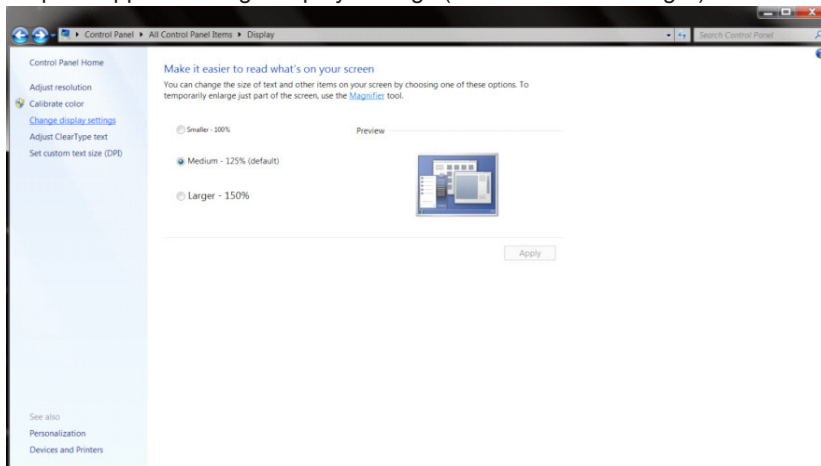 Control Panel ▸ All Control Panel Items ▸ Display
Search Control Panel
Control Panel Home
Adjust resolution
Calibrate color
Change display settings
Adjust ClearType text
Set custom text size (DPI)
Make it easier to read what's on your screen
You can change the size of text and other items on your screen by choosing one of these options. To
temporarily enlarge just part of the screen, use the Magnifier tool.
Smaller - 100%
Preview
Medium - 125% (default)
Larger - 150%
Apply
See also
Personalization
Devices and Printers